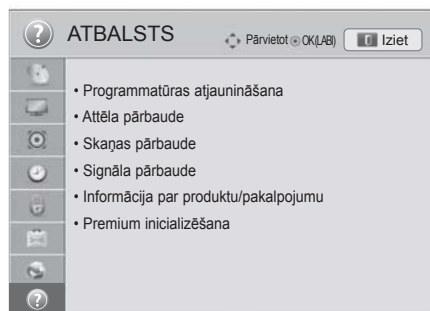 ATBALSTS
Pārvietot OK(LABI) Iziet
• Programmatūras atjaunināšana
• Attēla pārbaude
• Skaņas pārbaude
• Signāla pārbaude
• Informācija par produktu/pakalpojumu
• Premium inicializēšana